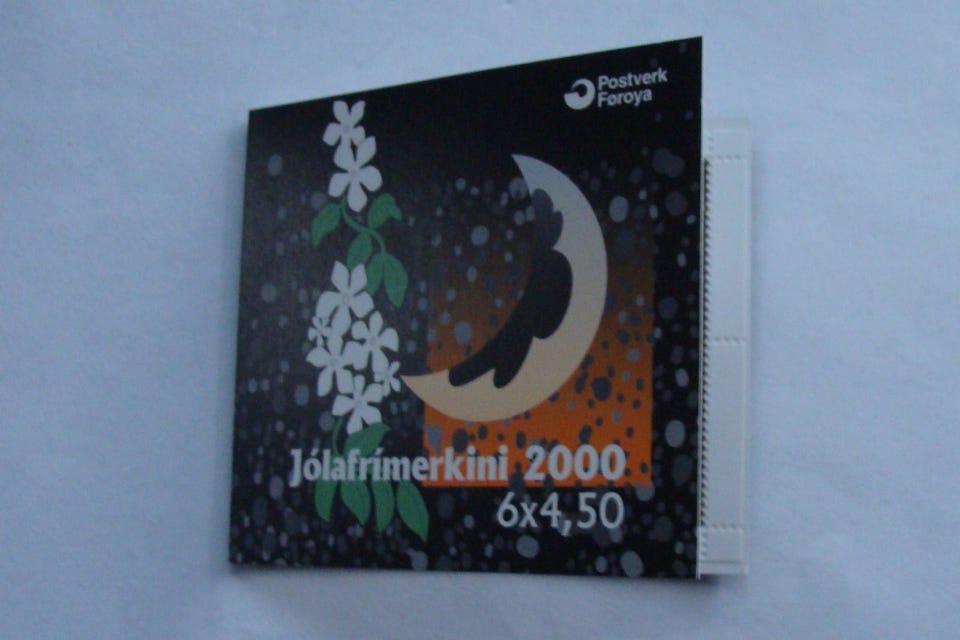 Postverk
Føroya
Jólafrímerkini 2000
6x4,50